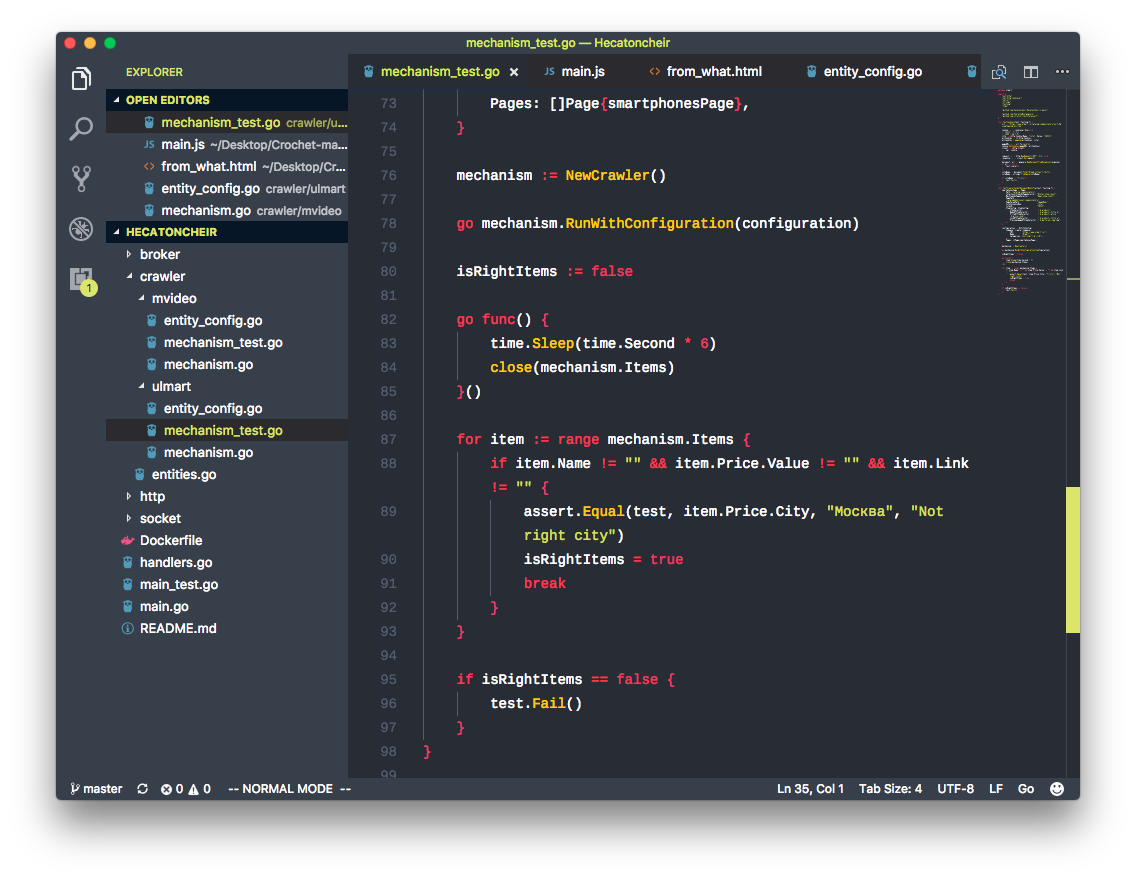 mechanism_test.go — Hecatoncheir
EXPLORER
OPEN EDITORS
mechanism_test.go crawler/u...
JS main.js ~/Desktop/Crochet-ma...
<> from_what.html ~/Desktop/Cr...
entity_config.go crawler/ulmart
mechanism.go crawler/mvideo
HECATONCHEIR
broker
crawler
mvideo
entity_config.go
mechanism_test.go
mechanism.go
ulmart
entity_config.go
mechanism_test.go
mechanism.go
entities.go
http
socket
Dockerfile
handlers.go
main_test.go
main.go
README.md
1
mechanism_test.go × JS main.js <> from_what.html entity_config.go
73 Pages: []Page{smartphonesPage},
74 }
75
76 mechanism := NewCrawler()
77
78 go mechanism.RunWithConfiguration(configuration)
79
80 isRightItems := false
81
82 go func() {
83 time.Sleep(time.Second * 6)
84 close(mechanism.Items)
85 }()
86
87 for item := range mechanism.Items {
88 if item.Name != "" && item.Price.Value != "" && item.Link
!= "" {
89 assert.Equal(test, item.Price.City, "Москва", "Not
right city")
90 isRightItems = true
91 break
92 }
93 }
94
95 if isRightItems == false {
96 test.Fail()
97 }
98 }
99
master 0 0 -- NORMAL MODE -- Ln 35, Col 1 Tab Size: 4 UTF-8 LF Go